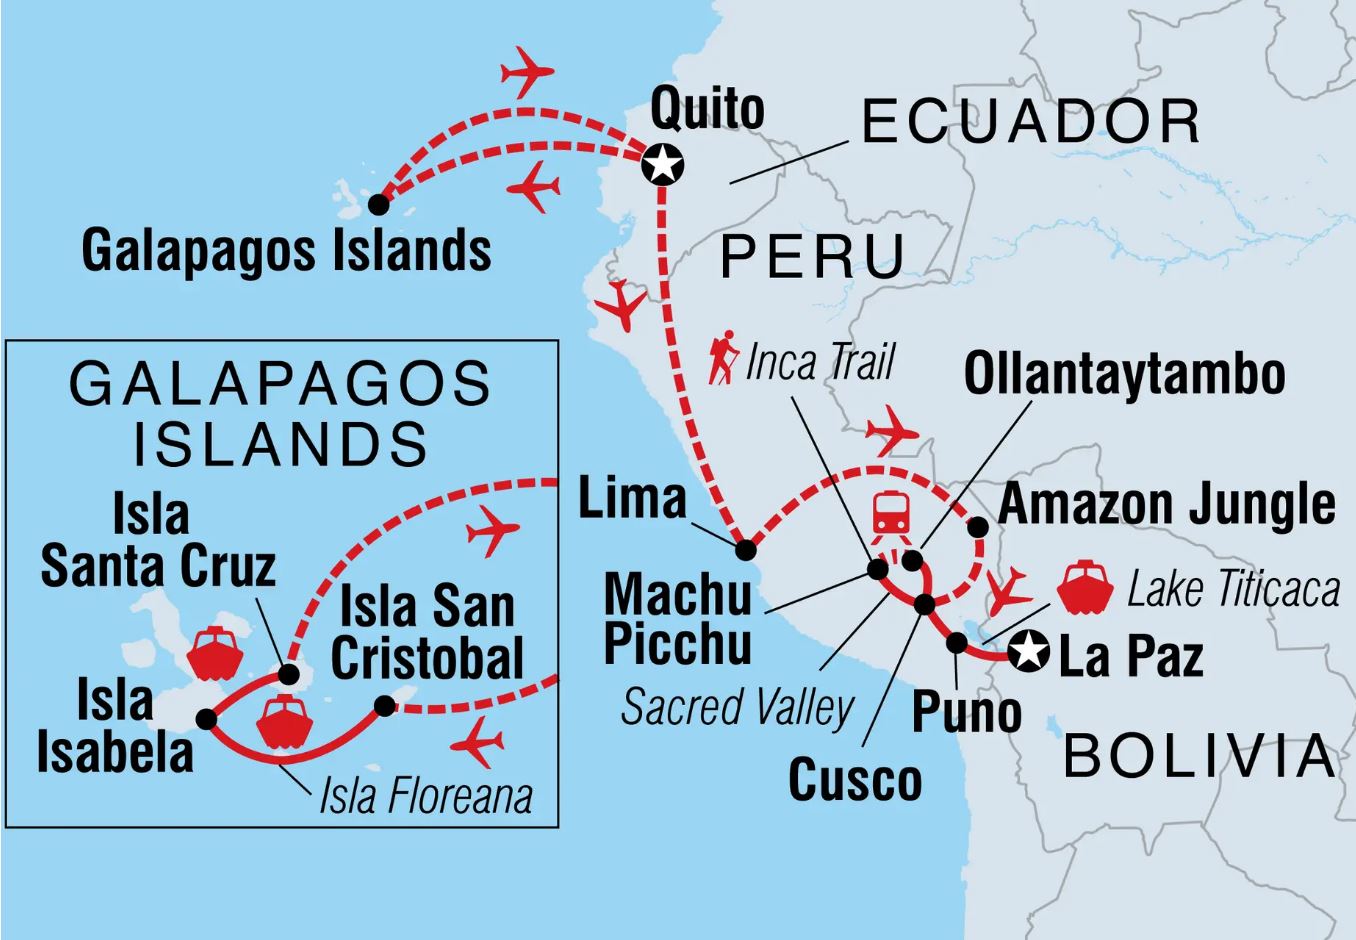 Quito
ECUADOR
Galapagos Islands
PERU
Inca Trail
Ollantaytambo
GALAPAGOS
ISLANDS
Isla
Santa Cruz
Isla San
Cristobal
Isla
Isabela
Isla Floreana
Lima
Amazon Jungle
Machu
Picchu
Lake Titicaca
La Paz
Sacred Valley
Puno
Cusco
BOLIVIA